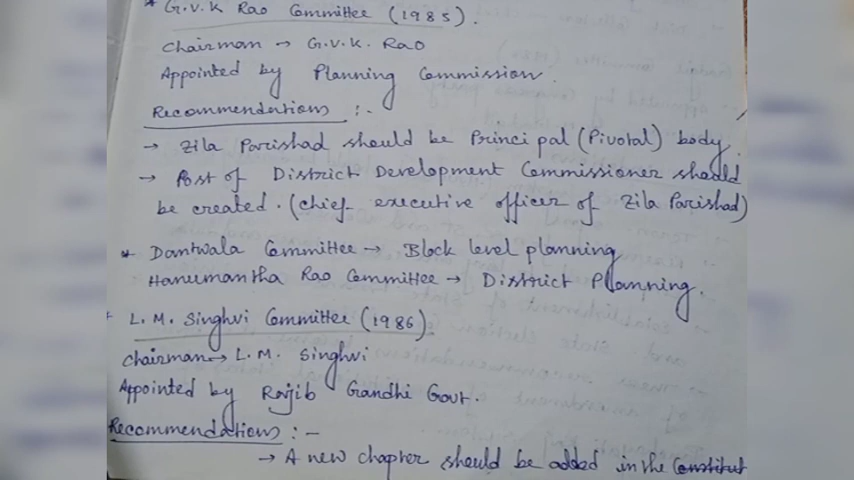 * G.V.K Rao Committee (1985).
Chairman → G.V.K. Rao
Appointed by Planning Commission.
Recommendations :-
→ Zila Parishad should be Principal (Pivotal) body
→ Post of District Development Commissioner should
be created. (chief executive officer of Zila Parishad)
* Dantwala Committee → Block level planning
Hanumantha Rao Committee → District Planning.
* L.M. Singhvi Committee (1986)
Chairman → L.M. Singhvi
Appointed by Rajib Gandhi Govt.
Recommendations :-
→ A new chapter should be added in the Constitut